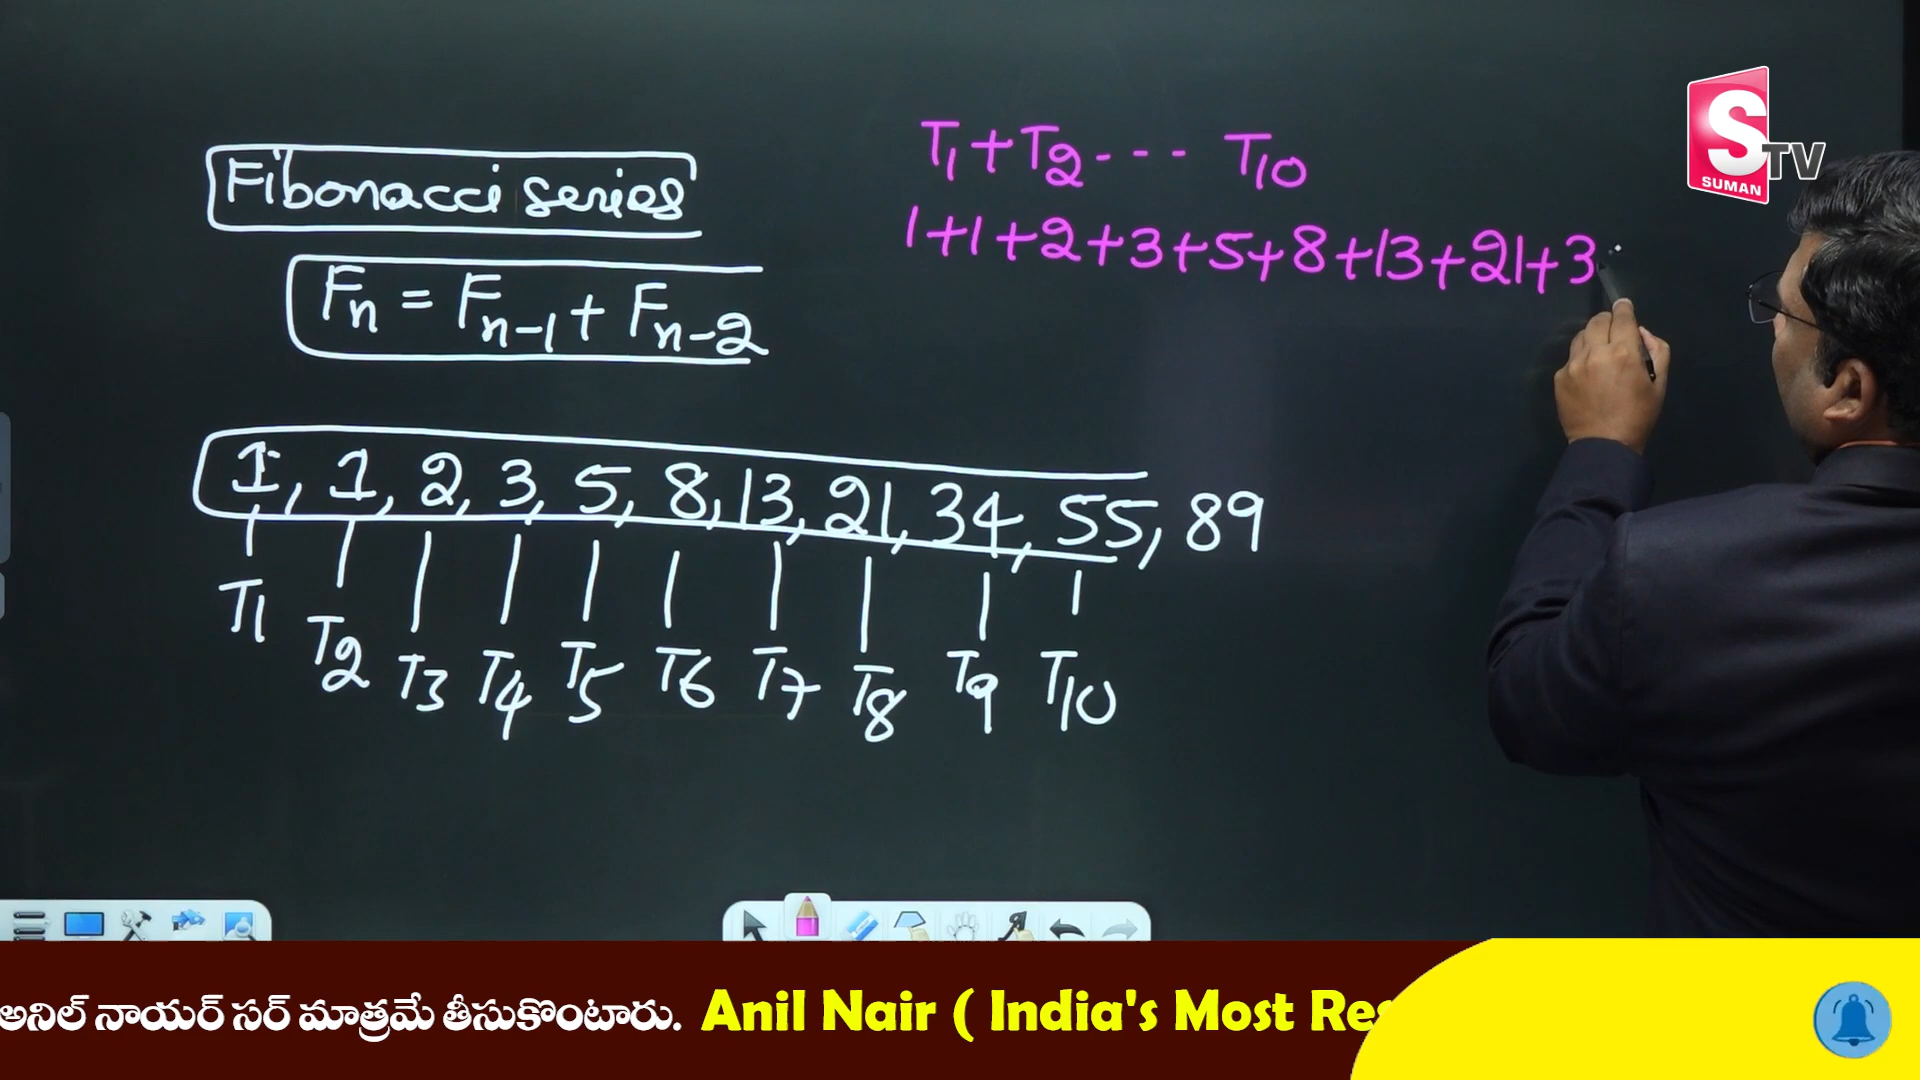 Fibonacci series
Fn = Fn-1 + Fn-2
T1+T2--- T10
1+1+2+3+5+8+13+21+3
1, 1, 2, 3, 5, 8, 13, 21, 34, 55, 89
T1 T2 T3 T4 T5 T6 T7 T8 T9 T10
S TV
SUMAN
అనిల్ నాయర్ సర్ మాత్రమే తీసుకొంటారు. Anil Nair ( India's Most Res